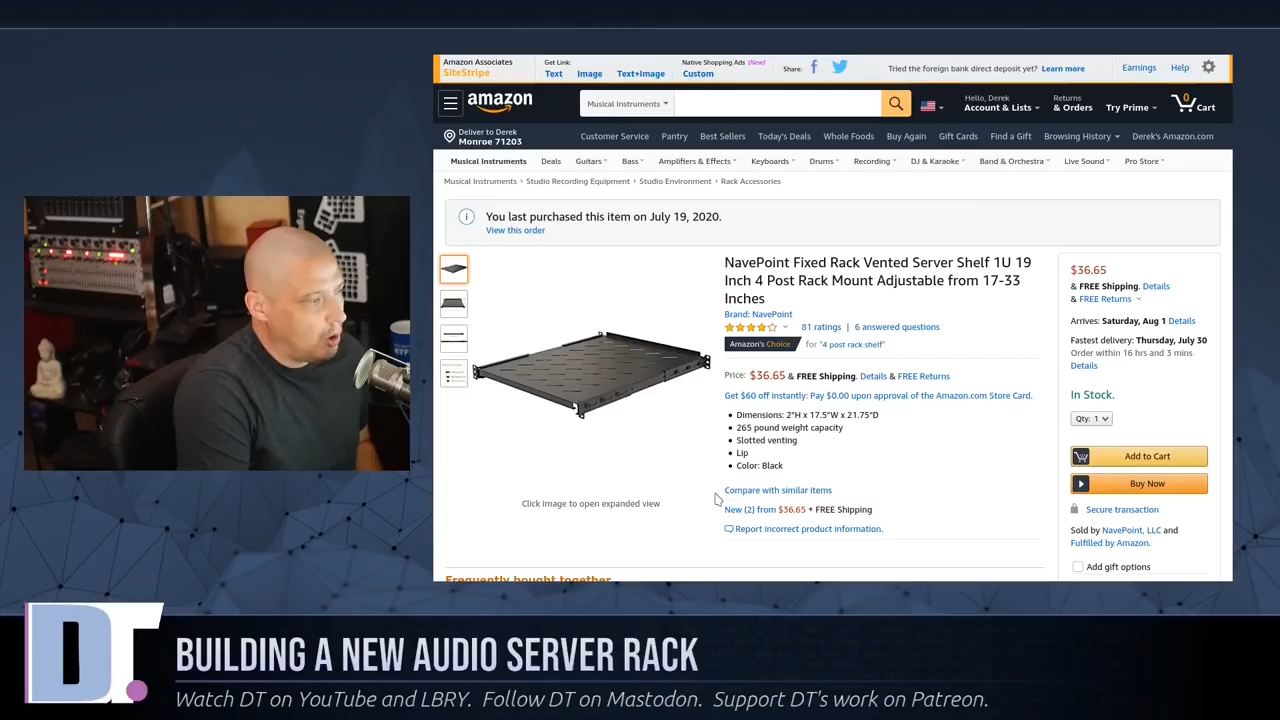 Amazon Associates
SiteStripe
Get Link:
Text Image Text+Image
Native Shopping Ads (New)
Custom
Share:
Tried the foreign bank direct deposit yet? Learn more
Earnings Help
amazon
Musical Instruments
Hello, Derek
Account & Lists
Returns
& Orders
Try Prime
0
Cart
Deliver to Derek
Monroe 71203
Customer Service Pantry Best Sellers Today's Deals Whole Foods Buy Again Gift Cards Find a Gift Browsing History Derek's Amazon.com
Musical Instruments Deals Guitars Bass Amplifiers & Effects Keyboards Drums Recording DJ & Karaoke Band & Orchestra Live Sound Pro Store
Musical Instruments › Studio Recording Equipment › Studio Environment › Rack Accessories
You last purchased this item on July 19, 2020.
View this order
NavePoint Fixed Rack Vented Server Shelf 1U 19
Inch 4 Post Rack Mount Adjustable from 17-33
Inches
Brand: NavePoint
81 ratings | 6 answered questions
Amazon's Choice for "4 post rack shelf"
Price: $36.65 & FREE Shipping. Details & FREE Returns
Get $60 off instantly: Pay $0.00 upon approval of the Amazon.com Store Card.
• Dimensions: 2"H x 17.5"W x 21.75"D
• 265 pound weight capacity
• Slotted venting
• Lip
• Color: Black
Compare with similar items
New (2) from $36.65 + FREE Shipping
Report incorrect product information.
Click image to open expanded view
Frequently bought together
$36.65
& FREE Shipping. Details
& FREE Returns
Arrives: Saturday, Aug 1 Details
Fastest delivery: Thursday, July 30
Order within 16 hrs and 3 mins
Details
In Stock.
Qty: 1
Add to Cart
Buy Now
Secure transaction
Sold by NavePoint, LLC and
Fulfilled by Amazon.
Add gift options
RTF
DT.
BUILDING A NEW AUDIO SERVER RACK
Watch DT on YouTube and LBRY. Follow DT on Mastodon. Support DT's work on Patreon.